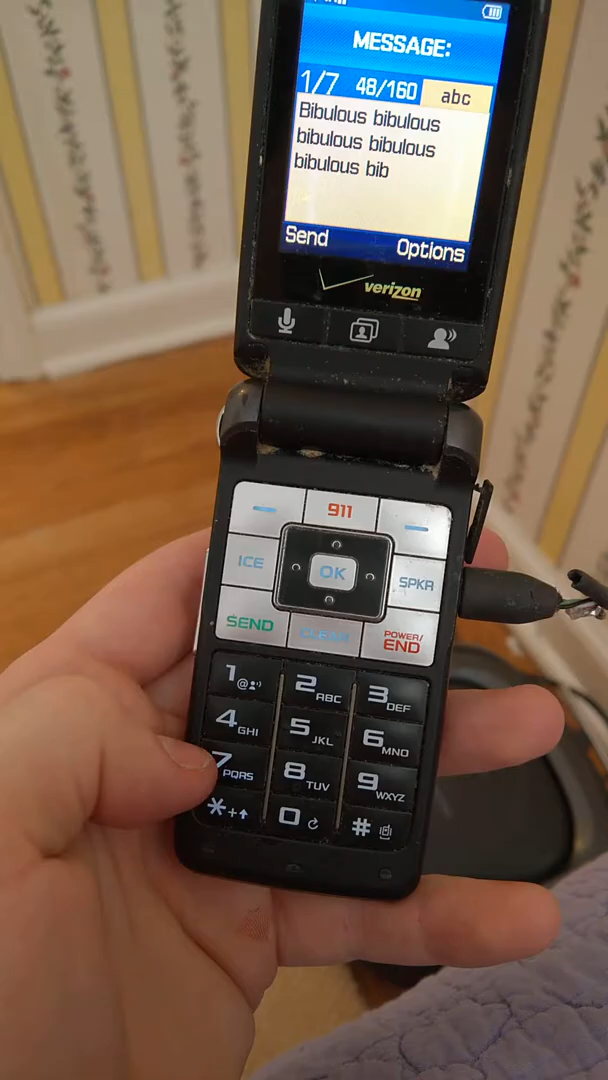 MESSAGE:
1/7 48/160 abc
Bibulous bibulous
bibulous bibulous
bibulous bib
Send Options
verizon
911
ICE OK SPKR
SEND CLEAR POWER/
END
1 @ 2 ABC 3 DEF
4 GHI 5 JKL 6 MNO
7 PQRS 8 TUV 9 WXYZ
* + 0 #